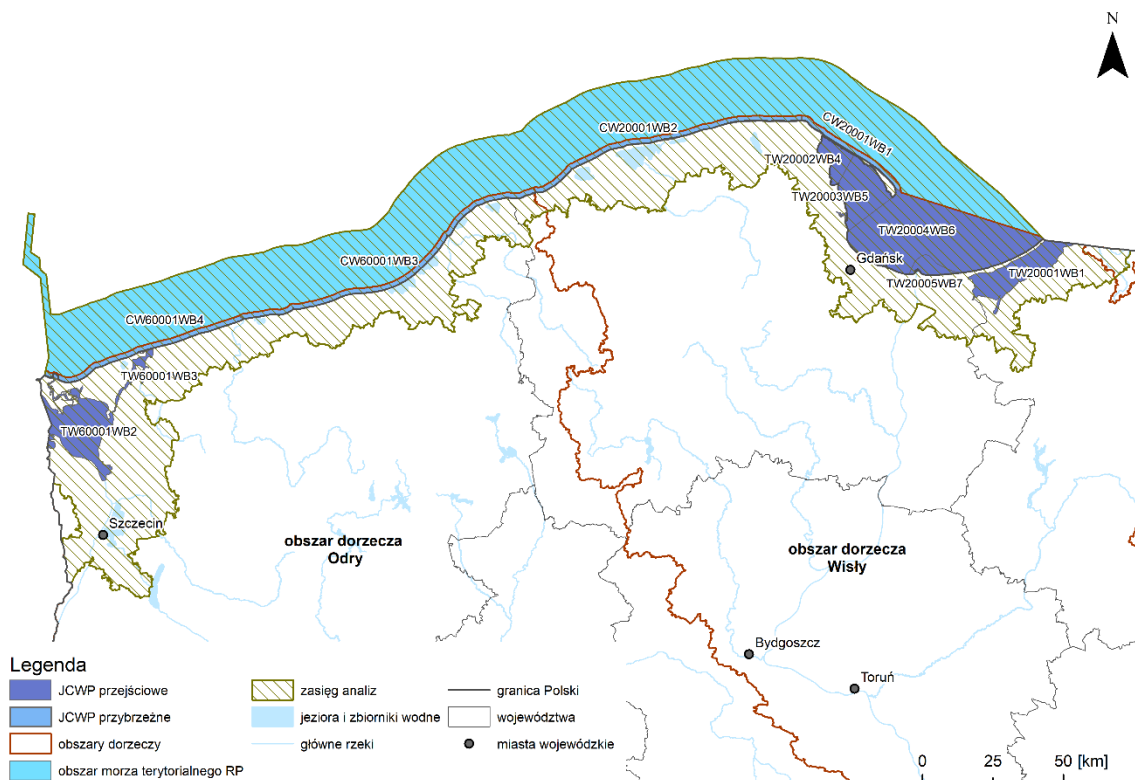 N
CW20001WB2
CW20001WB1
TW20002WB4
TW20003WB5
TW20004WB6
CW60001WB3
Gdańsk
TW20001WB1
TW20005WB7
CW60001WB4
TW60001WB3
TW60001WB2
Szczecin
obszar dorzecza
Odry
obszar dorzecza
Wisły
Bydgoszcz
Toruń
Legenda
JCWP przejściowe
JCWP przybrzeżne
obszary dorzeczy
obszar morza terytorialnego RP
zasięg analiz
jeziora i zbiorniki wodne
główne rzeki
granica Polski
województwa
miasta wojewódzkie
0 25 50 [km]